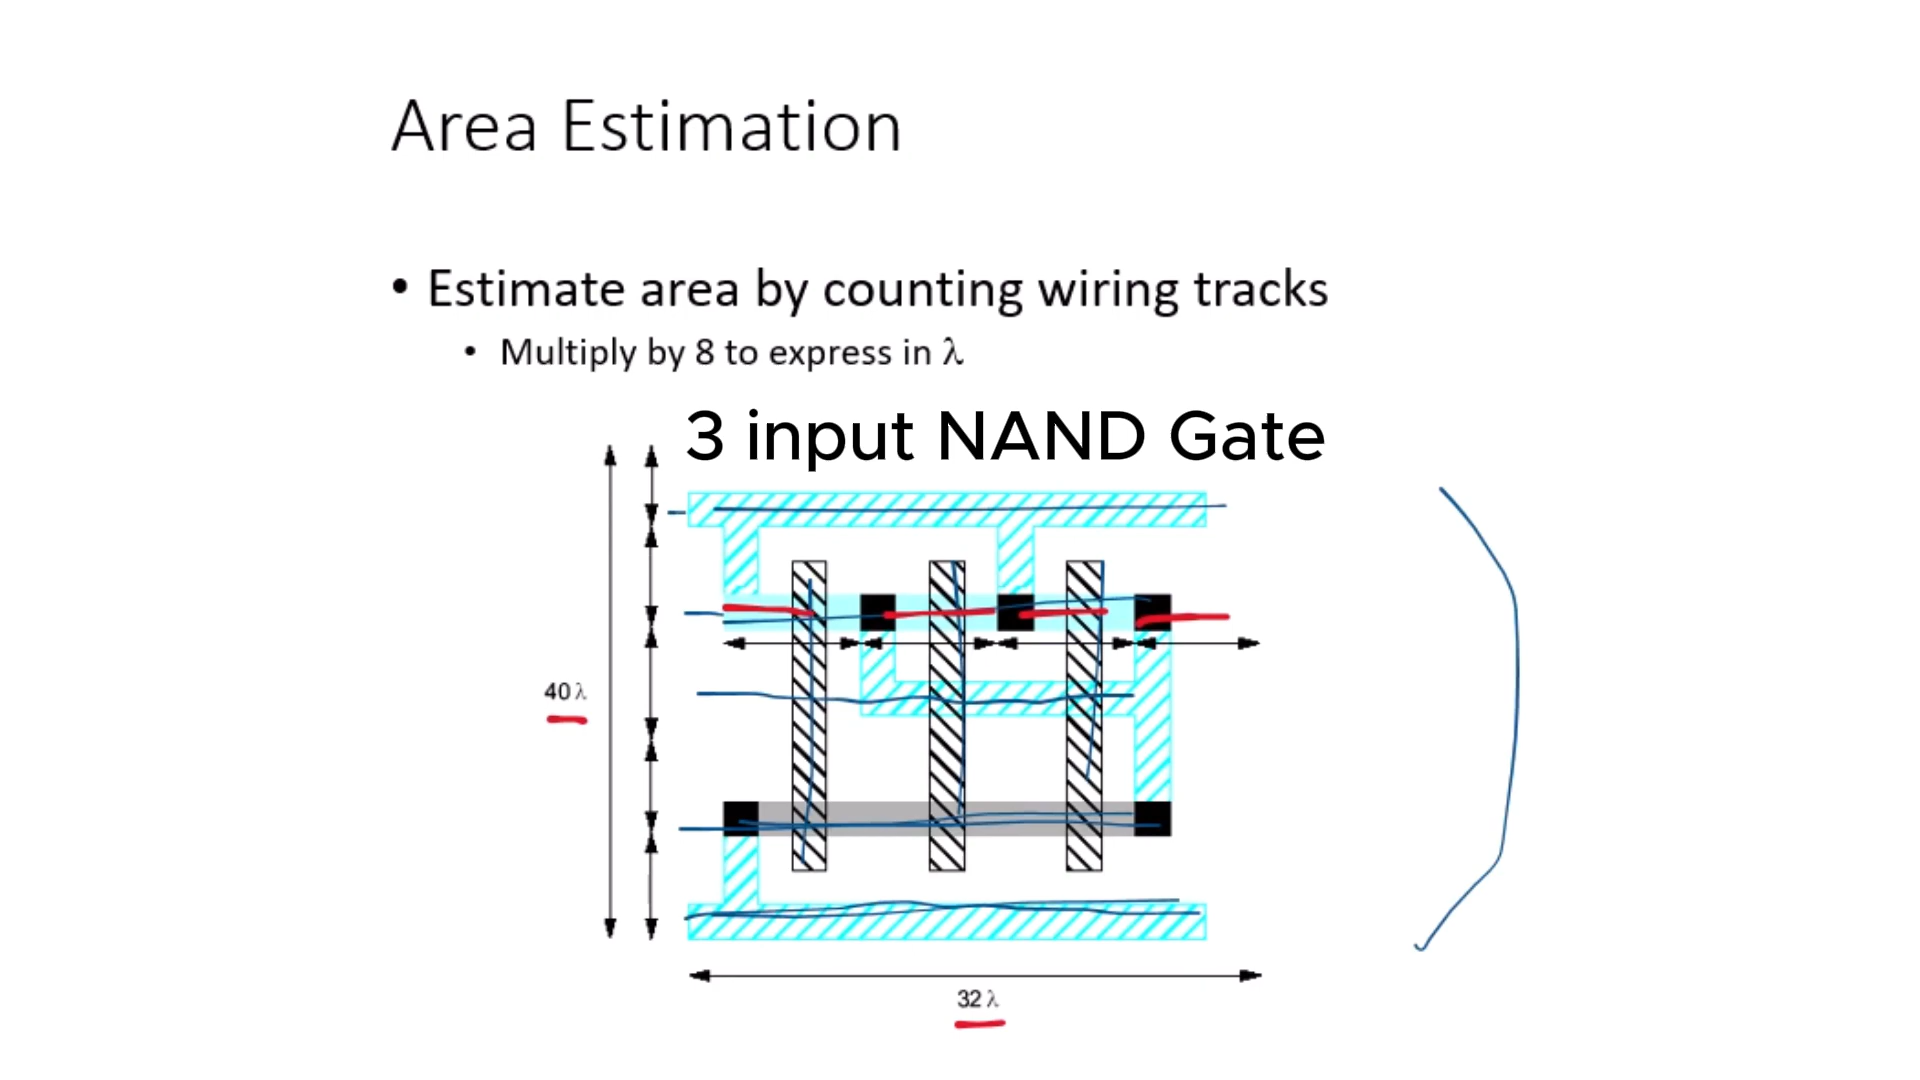 Area Estimation
• Estimate area by counting wiring tracks
• Multiply by 8 to express in λ
3 input NAND Gate
40 λ
32 λ